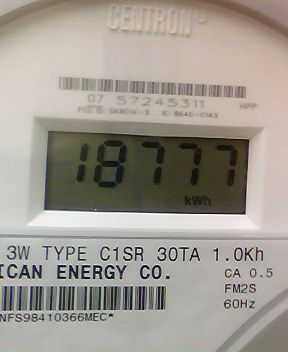 CENTRON
07 57245311
HPP
18777
kWh
3W TYPE C1SR 30TA 1.0Kh
ICAN ENERGY CO.
CA 0.5
FM2S
60Hz
NFS98410366MEC*